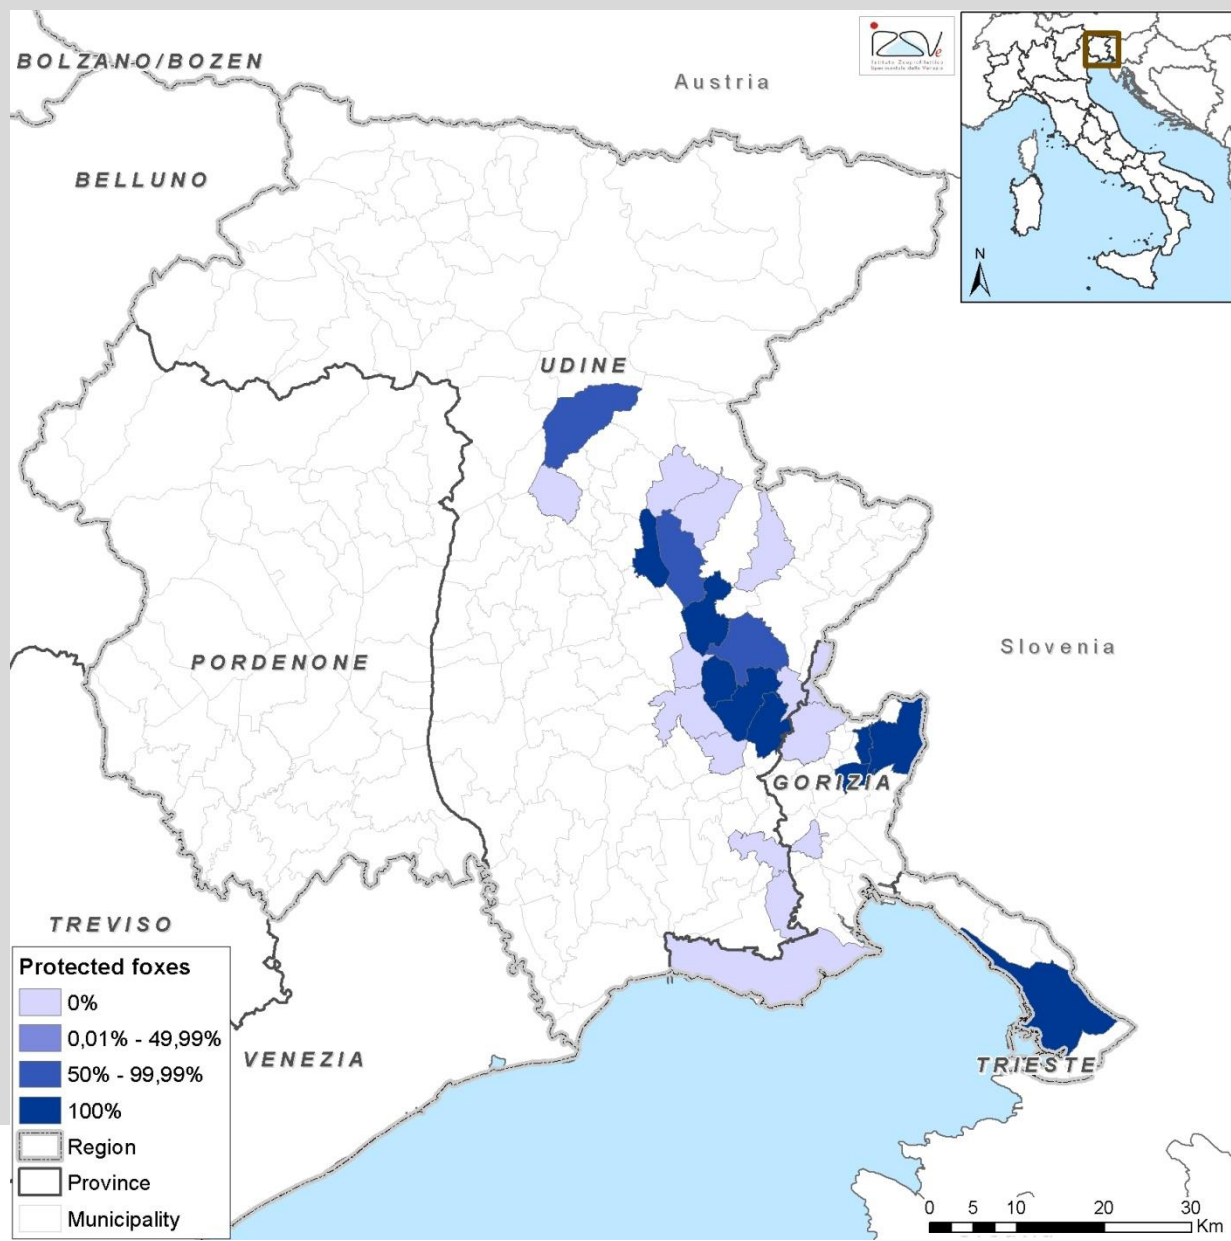 BOLZANO/BOZEN
Austria
BELLUNO
N
UDINE
PORDENONE
Slovenia
GORIZIA
TREVISO
VENEZIA
TRIESTE
Protected foxes
0%
0,01% - 49,99%
50% - 99,99%
100%
Region
Province
Municipality
0 5 10 20 30
Km